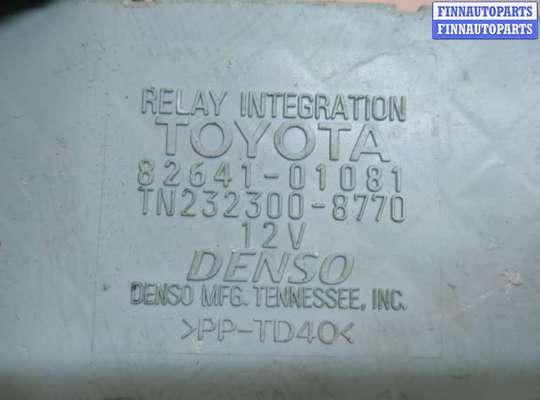 FINNAUTOPARTS
FINNAUTOPARTS
RELAY INTEGRATION
TOYOTA
82641-01081
TN232300-8770
12V
DENSO
DENSO MFG. TENNESSEE, INC.
>PP-TD40<